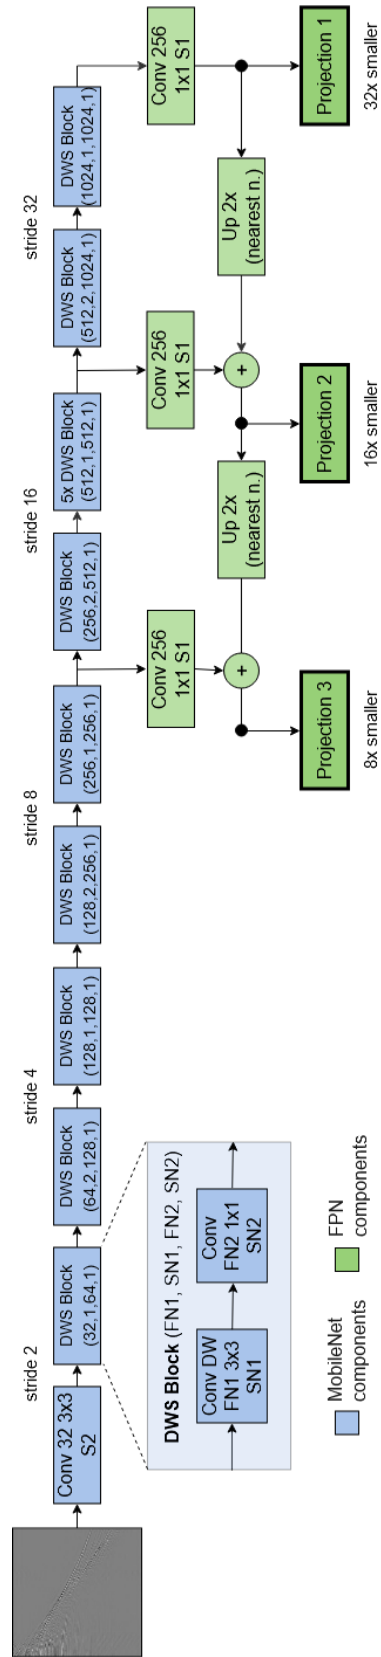 stride 2
stride 4
stride 8
stride 16
stride 32
Conv 32 3x3
S2
DWS Block
(32,1,64,1)
DWS Block
(64,2,128,1)
DWS Block
(128,1,128,1)
DWS Block
(128,2,256,1)
DWS Block
(256,1,256,1)
DWS Block
(256,2,512,1)
5x DWS Block
(512,1,512,1)
DWS Block
(512,2,1024,1)
DWS Block
(1024,1,1024,1)
DWS Block (FN1, SN1, FN2, SN2)
Conv DW
FN1 3x3
SN1
Conv
FN2 1x1
SN2
Conv 256
1x1 S1
Conv 256
1x1 S1
Conv 256
1x1 S1
+
Up 2x
(nearest n.)
+
Up 2x
(nearest n.)
Projection 3
8x smaller
Projection 2
16x smaller
Projection 1
32x smaller
MobileNet
components
FPN
components